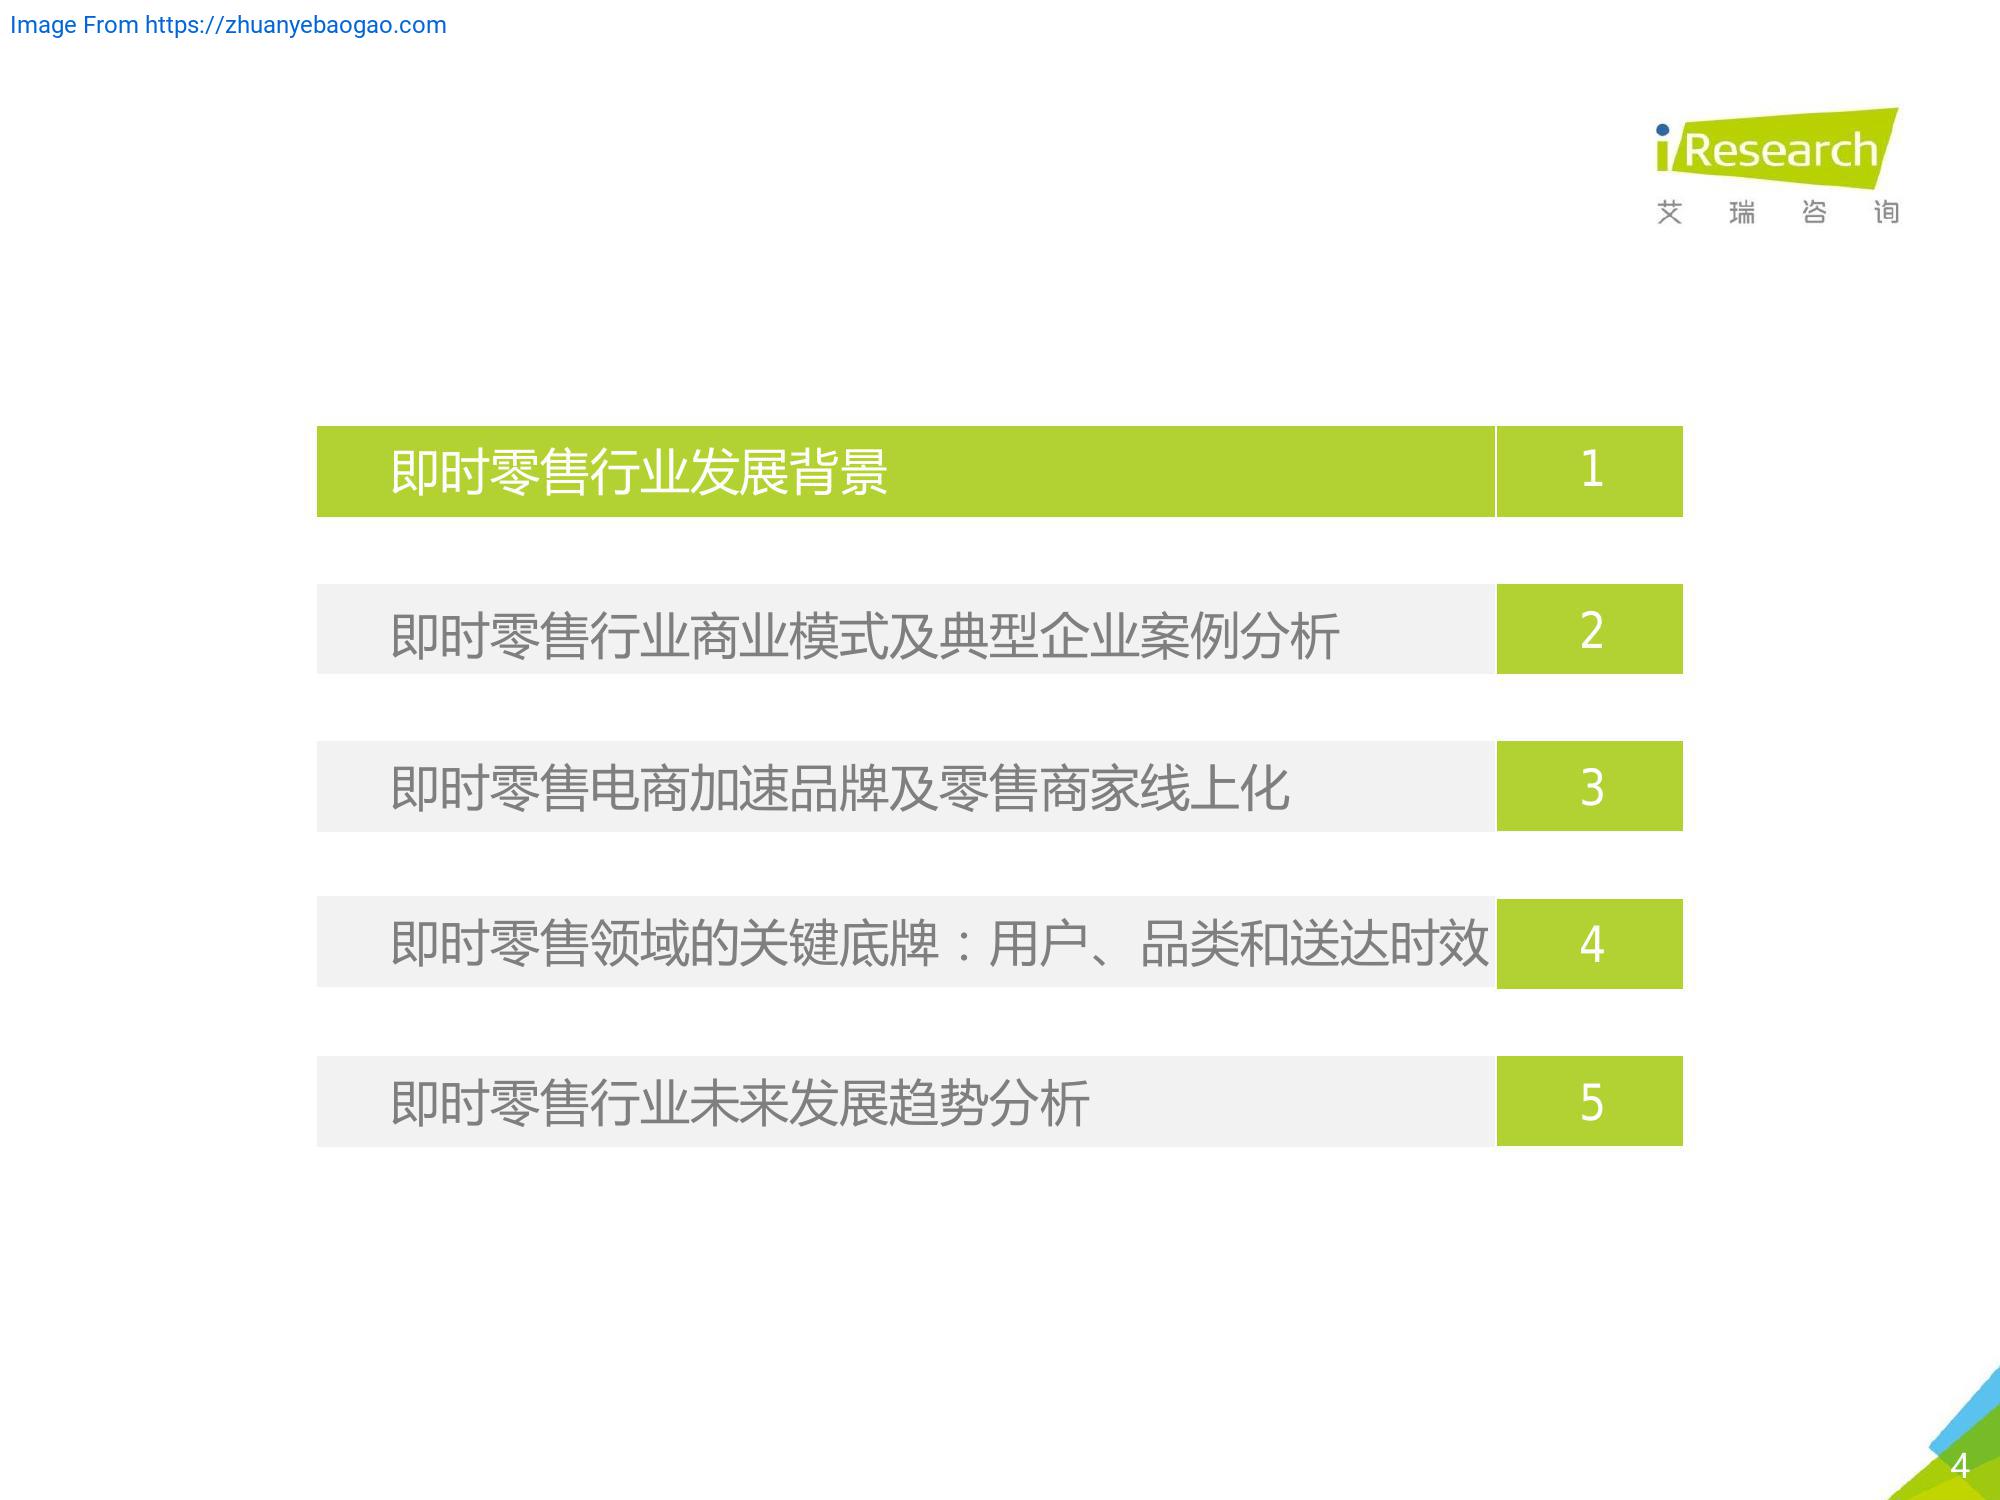 Image From https://zhuanyebaogao.com
iResearch
艾瑞咨询
即时零售行业发展背景 1
即时零售行业商业模式及典型企业案例分析 2
即时零售电商加速品牌及零售商家线上化 3
即时零售领域的关键底牌：用户、品类和送达时效 4
即时零售行业未来发展趋势分析 5
4